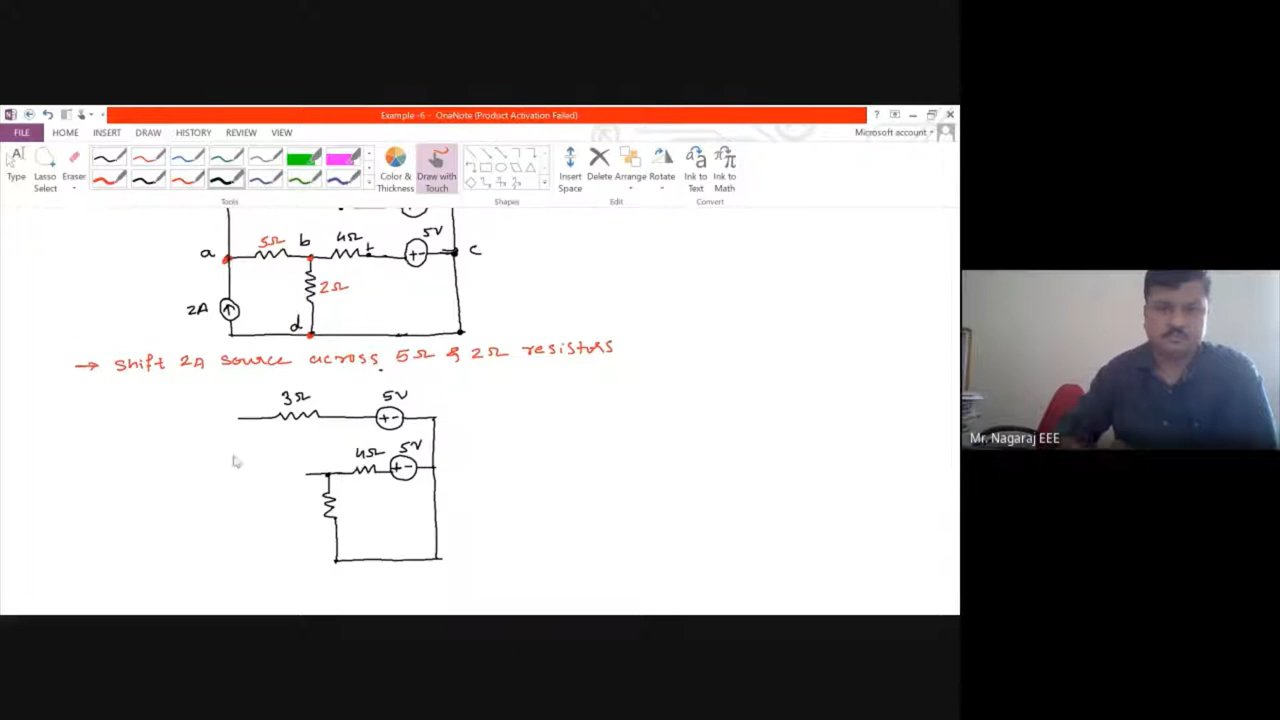 Example -6 - OneNote (Product Activation Failed)
?
FILE HOME INSERT DRAW HISTORY REVIEW VIEW
Microsoft account
Type
Lasso Select
Eraser
Color & Thickness
Draw with Touch
Insert Space
Delete
Arrange
Rotate
Ink to Text
Ink to Math
Tools
Shapes
Edit
Convert
a 5Ω b 4Ω 5V c
+ -
2A
2Ω
d
→ Shift 2A source across 5Ω & 2Ω resistors
3Ω 5V
+ -
4Ω 5V
+ -
Mr. Nagaraj EEE